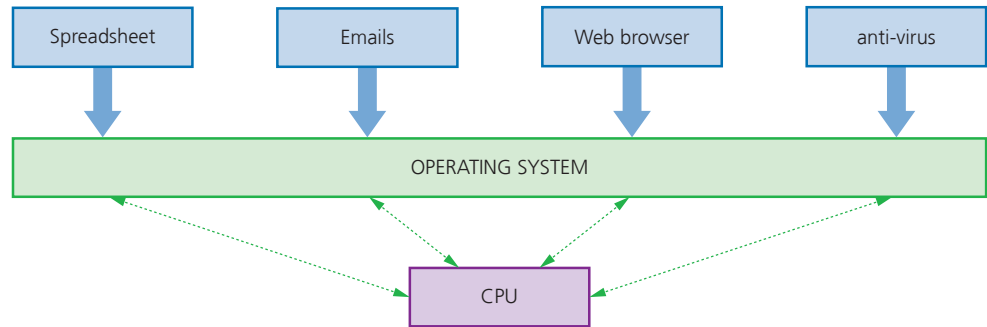 Spreadsheet
Emails
Web browser
anti-virus
OPERATING SYSTEM
CPU